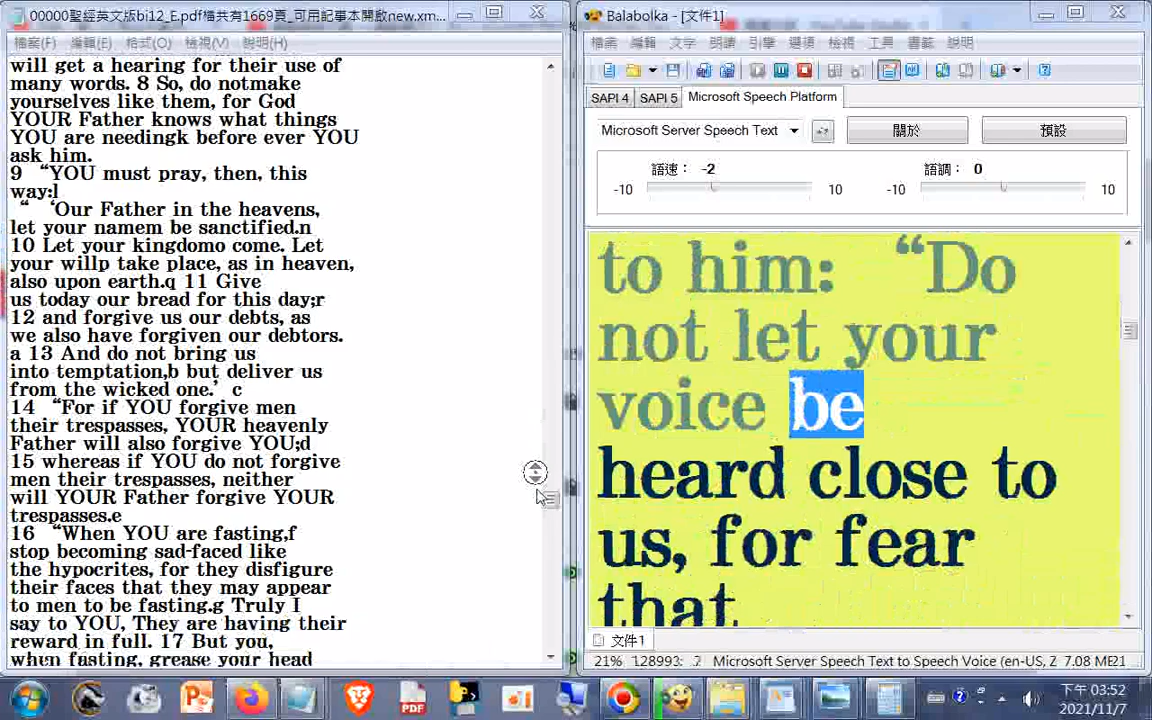 00000聖經英文版bi12_E.pdf檔共有1669頁_可用記事本開啟new.xm...
檔案(F) 編輯(E) 格式(O) 檢視(V) 說明(H)
will get a hearing for their use of
many words. 8 So, do notmake
yourselves like them, for God
YOUR Father knows what things
YOU are needingk before ever YOU
ask him.
9 “YOU must pray, then, this
way:l
“ ‘Our Father in the heavens,
let your namem be sanctified.n
10 Let your kingdomo come. Let
your willp take place, as in heaven,
also upon earth.q 11 Give
us today our bread for this day;r
12 and forgive us our debts, as
we also have forgiven our debtors.
a 13 And do not bring us
into temptation,b but deliver us
from the wicked one.’ c
14 “For if YOU forgive men
their trespasses, YOUR heavenly
Father will also forgive YOU;d
15 whereas if YOU do not forgive
men their trespasses, neither
will YOUR Father forgive YOUR
trespasses.e
16 “When YOU are fasting,f
stop becoming sad-faced like
the hypocrites, for they disfigure
their faces that they may appear
to men to be fasting.g Truly I
say to YOU, They are having their
reward in full. 17 But you,
when fasting, grease your head
Balabolka - [文件1]
檔案 編輯 文字 朗讀 引擎 選項 檢視 工具 書籤 說明
SAPI 4 SAPI 5 Microsoft Speech Platform
Microsoft Server Speech Text 關於 預設
語速： -2 語調： 0
-10 10 -10 10
to him: “Do
not let your
voice be
heard close to
us, for fear
that
文件1
21% Microsoft Server Speech Text to Speech Voice (en-US, Z 7.08 ME21
PDF
下午 03:52
2021/11/7